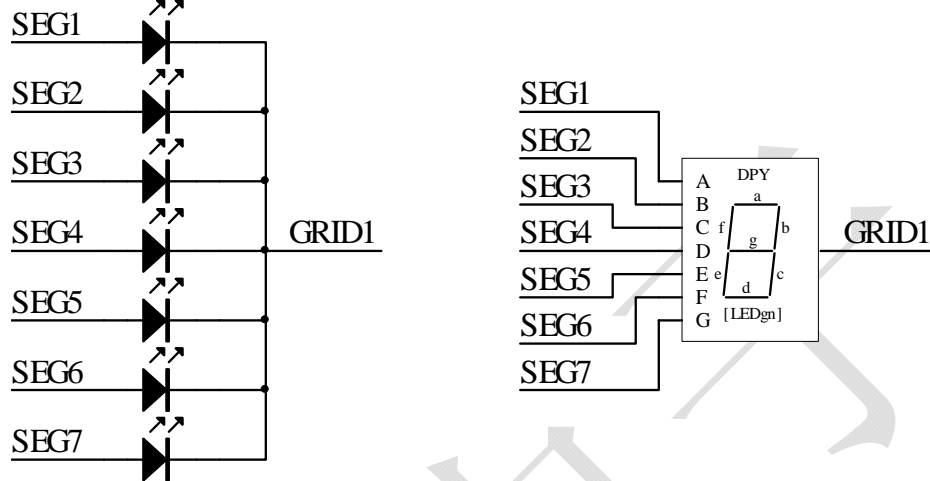 SEG1
SEG2
SEG3
SEG4
SEG5
SEG6
SEG7
GRID1
SEG1
SEG2
SEG3
SEG4
SEG5
SEG6
SEG7
A
B
C
D
E
F
G
DPY
a
f
b
g
e
c
d
[LEDgn]
GRID1